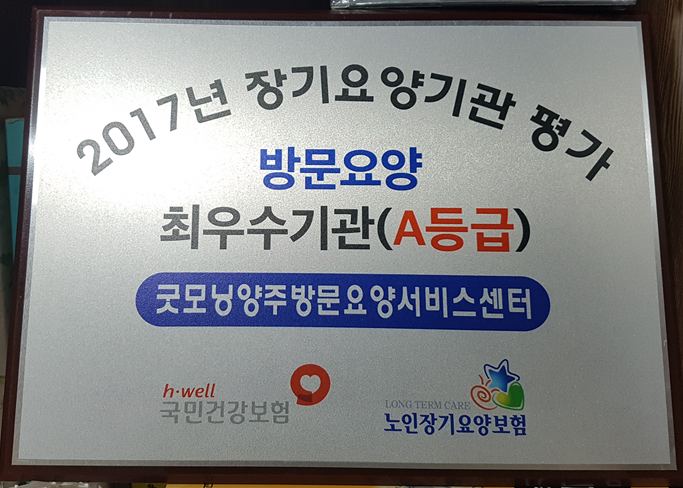 2017년 장기요양기관 평가
방문요양
최우수기관(A등급)
굿모닝양주방문요양서비스센터
h·well
국민건강보험
LONG TERM CARE
노인장기요양보험